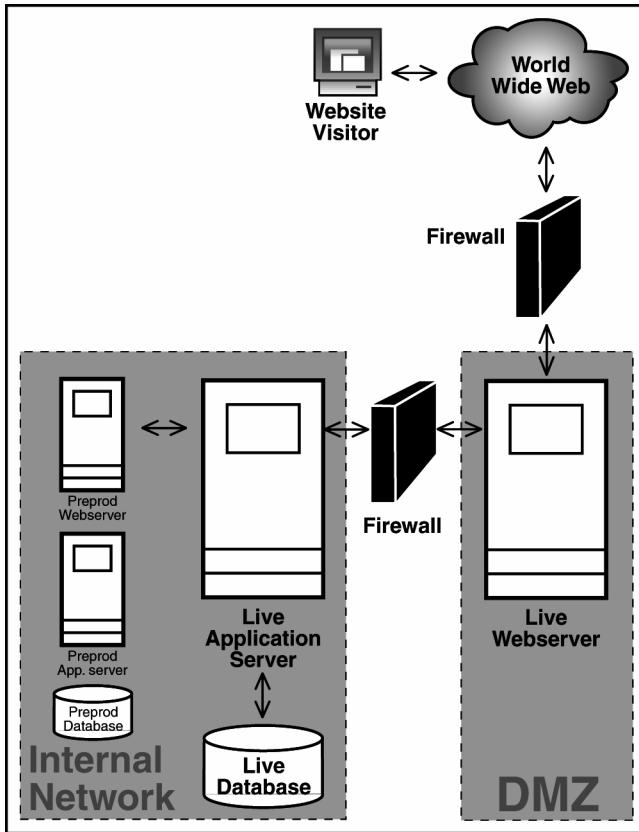 World
Wide Web
Website
Visitor
Firewall
Preprod
Webserver
Firewall
Preprod
App. server
Live
Application
Server
Live
Webserver
Preprod
Database
Live
Database
Internal
Network
DMZ